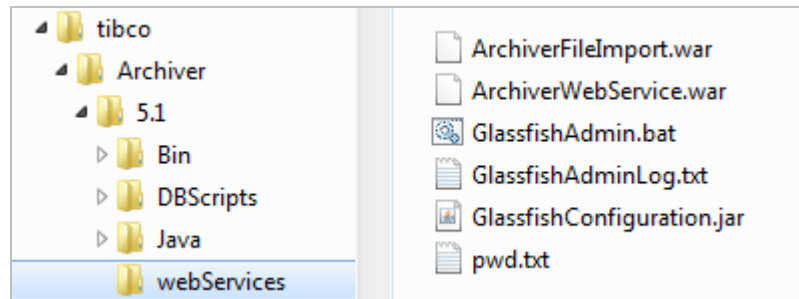 tibco
Archiver
5.1
Bin
DBScripts
Java
webServices
ArchiverFileImport.war
ArchiverWebService.war
GlassfishAdmin.bat
GlassfishAdminLog.txt
GlassfishConfiguration.jar
pwd.txt